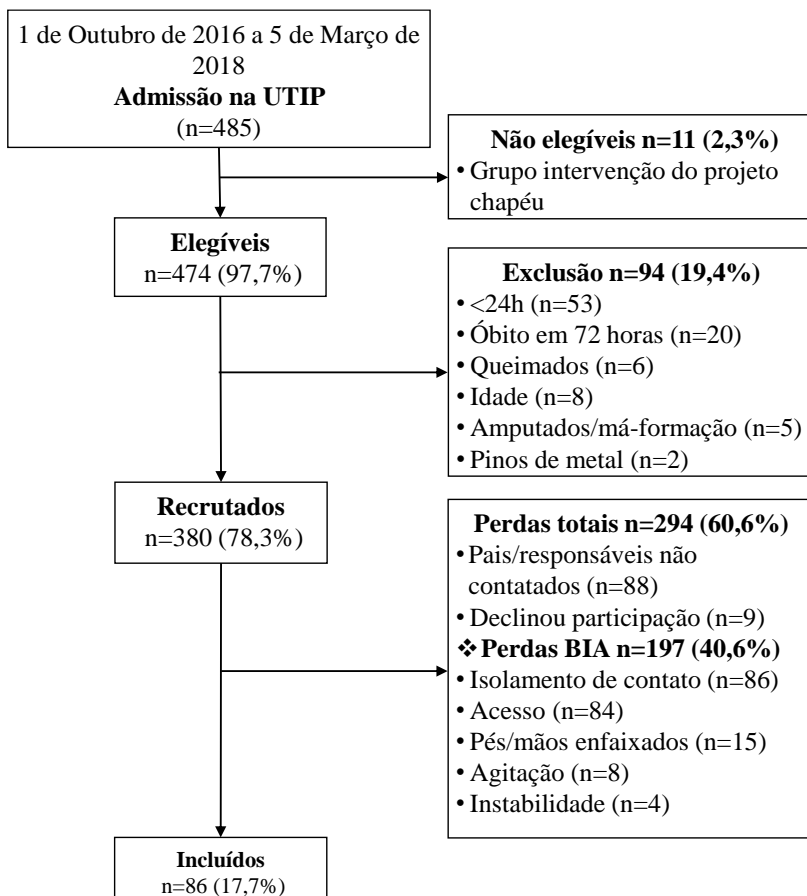 1 de Outubro de 2016 a 5 de Março de
2018
Admissão na UTIP
(n=485)
Não elegíveis n=11 (2,3%)
• Grupo intervenção do projeto
chapéu
Elegíveis
n=474 (97,7%)
Exclusão n=94 (19,4%)
• <24h (n=53)
• Óbito em 72 horas (n=20)
• Queimados (n=6)
• Idade (n=8)
• Amputados/má-formação (n=5)
• Pinos de metal (n=2)
Recrutados
n=380 (78,3%)
Perdas totais n=294 (60,6%)
• Pais/responsáveis não
contatados (n=88)
• Declinou participação (n=9)
❖ Perdas BIA n=197 (40,6%)
• Isolamento de contato (n=86)
• Acesso (n=84)
• Pés/mãos enfaixados (n=15)
• Agitação (n=8)
• Instabilidade (n=4)
Incluídos
n=86 (17,7%)